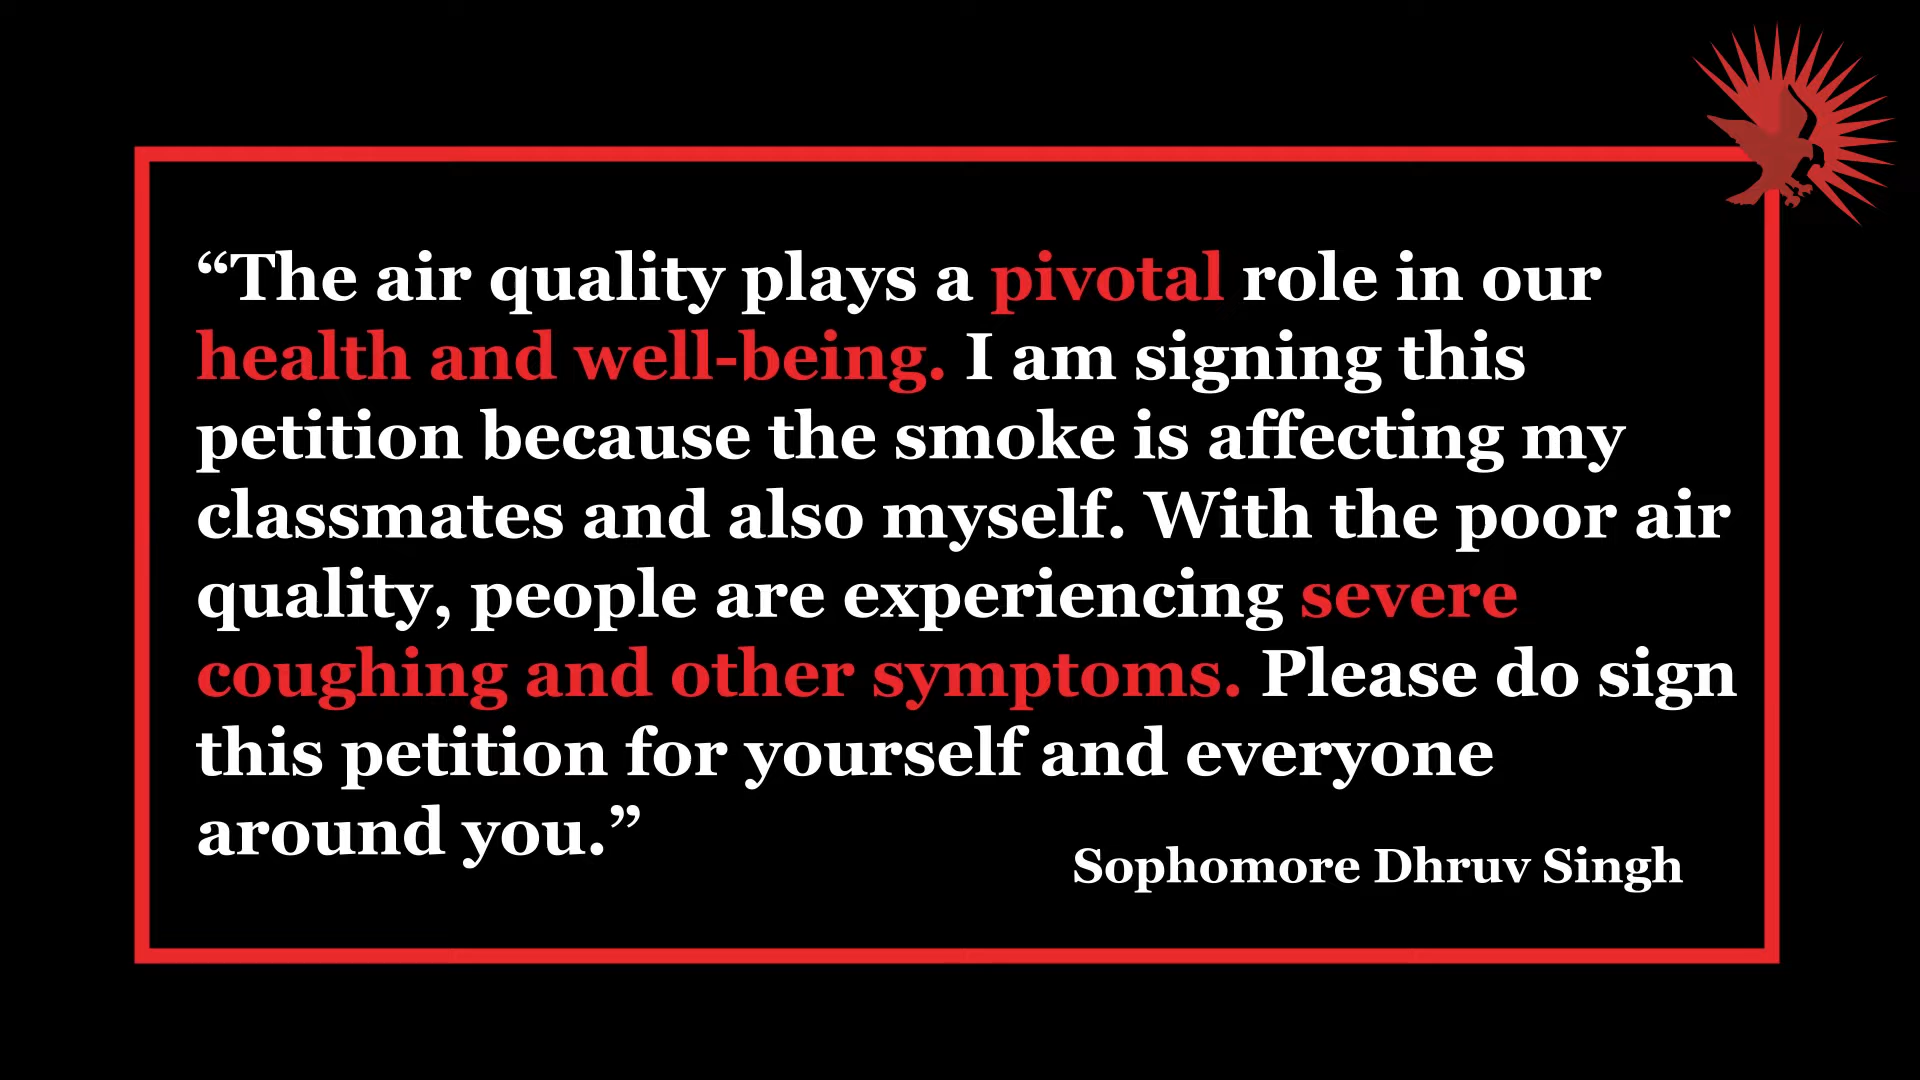 “The air quality plays a pivotal role in our
health and well-being. I am signing this
petition because the smoke is affecting my
classmates and also myself. With the poor air
quality, people are experiencing severe
coughing and other symptoms. Please do sign
this petition for yourself and everyone
around you.”
Sophomore Dhruv Singh